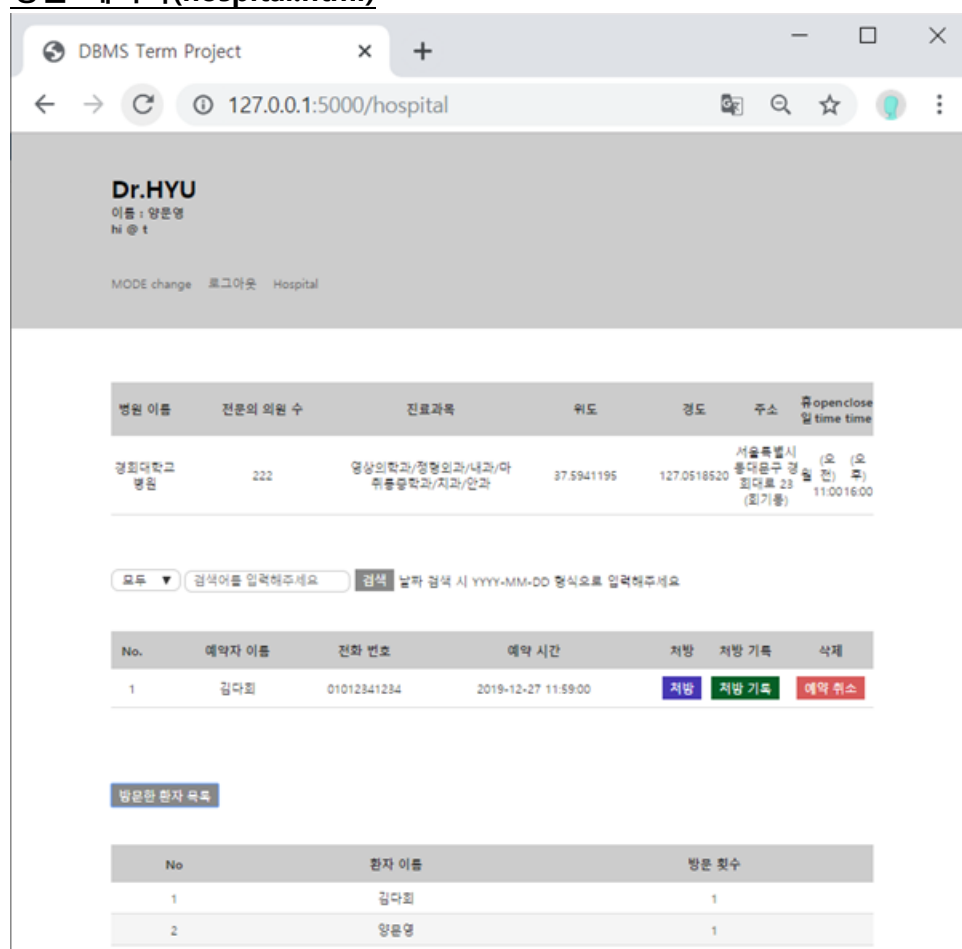 (hospital.html)
DBMS Term Project
127.0.0.1:5000/hospital
Dr.HYU
이름 : 양문영
hi @ t
MODE change 로그아웃 Hospital
병원 이름 전문의 의원 수 진료과목 위도 경도 주소 휴일 open time close time
경희대학교 병원 222 영상의학과/정형외과/내과/마취통증학과/치과/안과 37.5941195 127.0518520 서울특별시 동대문구 경희대로 23 (회기동) 월 (오전) 11:00 (오후) 16:00
모두 ▼ 검색어를 입력해주세요 검색 날짜 검색 시 YYYY-MM-DD 형식으로 입력해주세요
No. 예약자 이름 전화 번호 예약 시간 처방 처방 기록 삭제
1 김다희 01012341234 2019-12-27 11:59:00 처방 처방 기록 예약 취소
방문한 환자 목록
No 환자 이름 방문 횟수
1 김다희 1
2 양문영 1